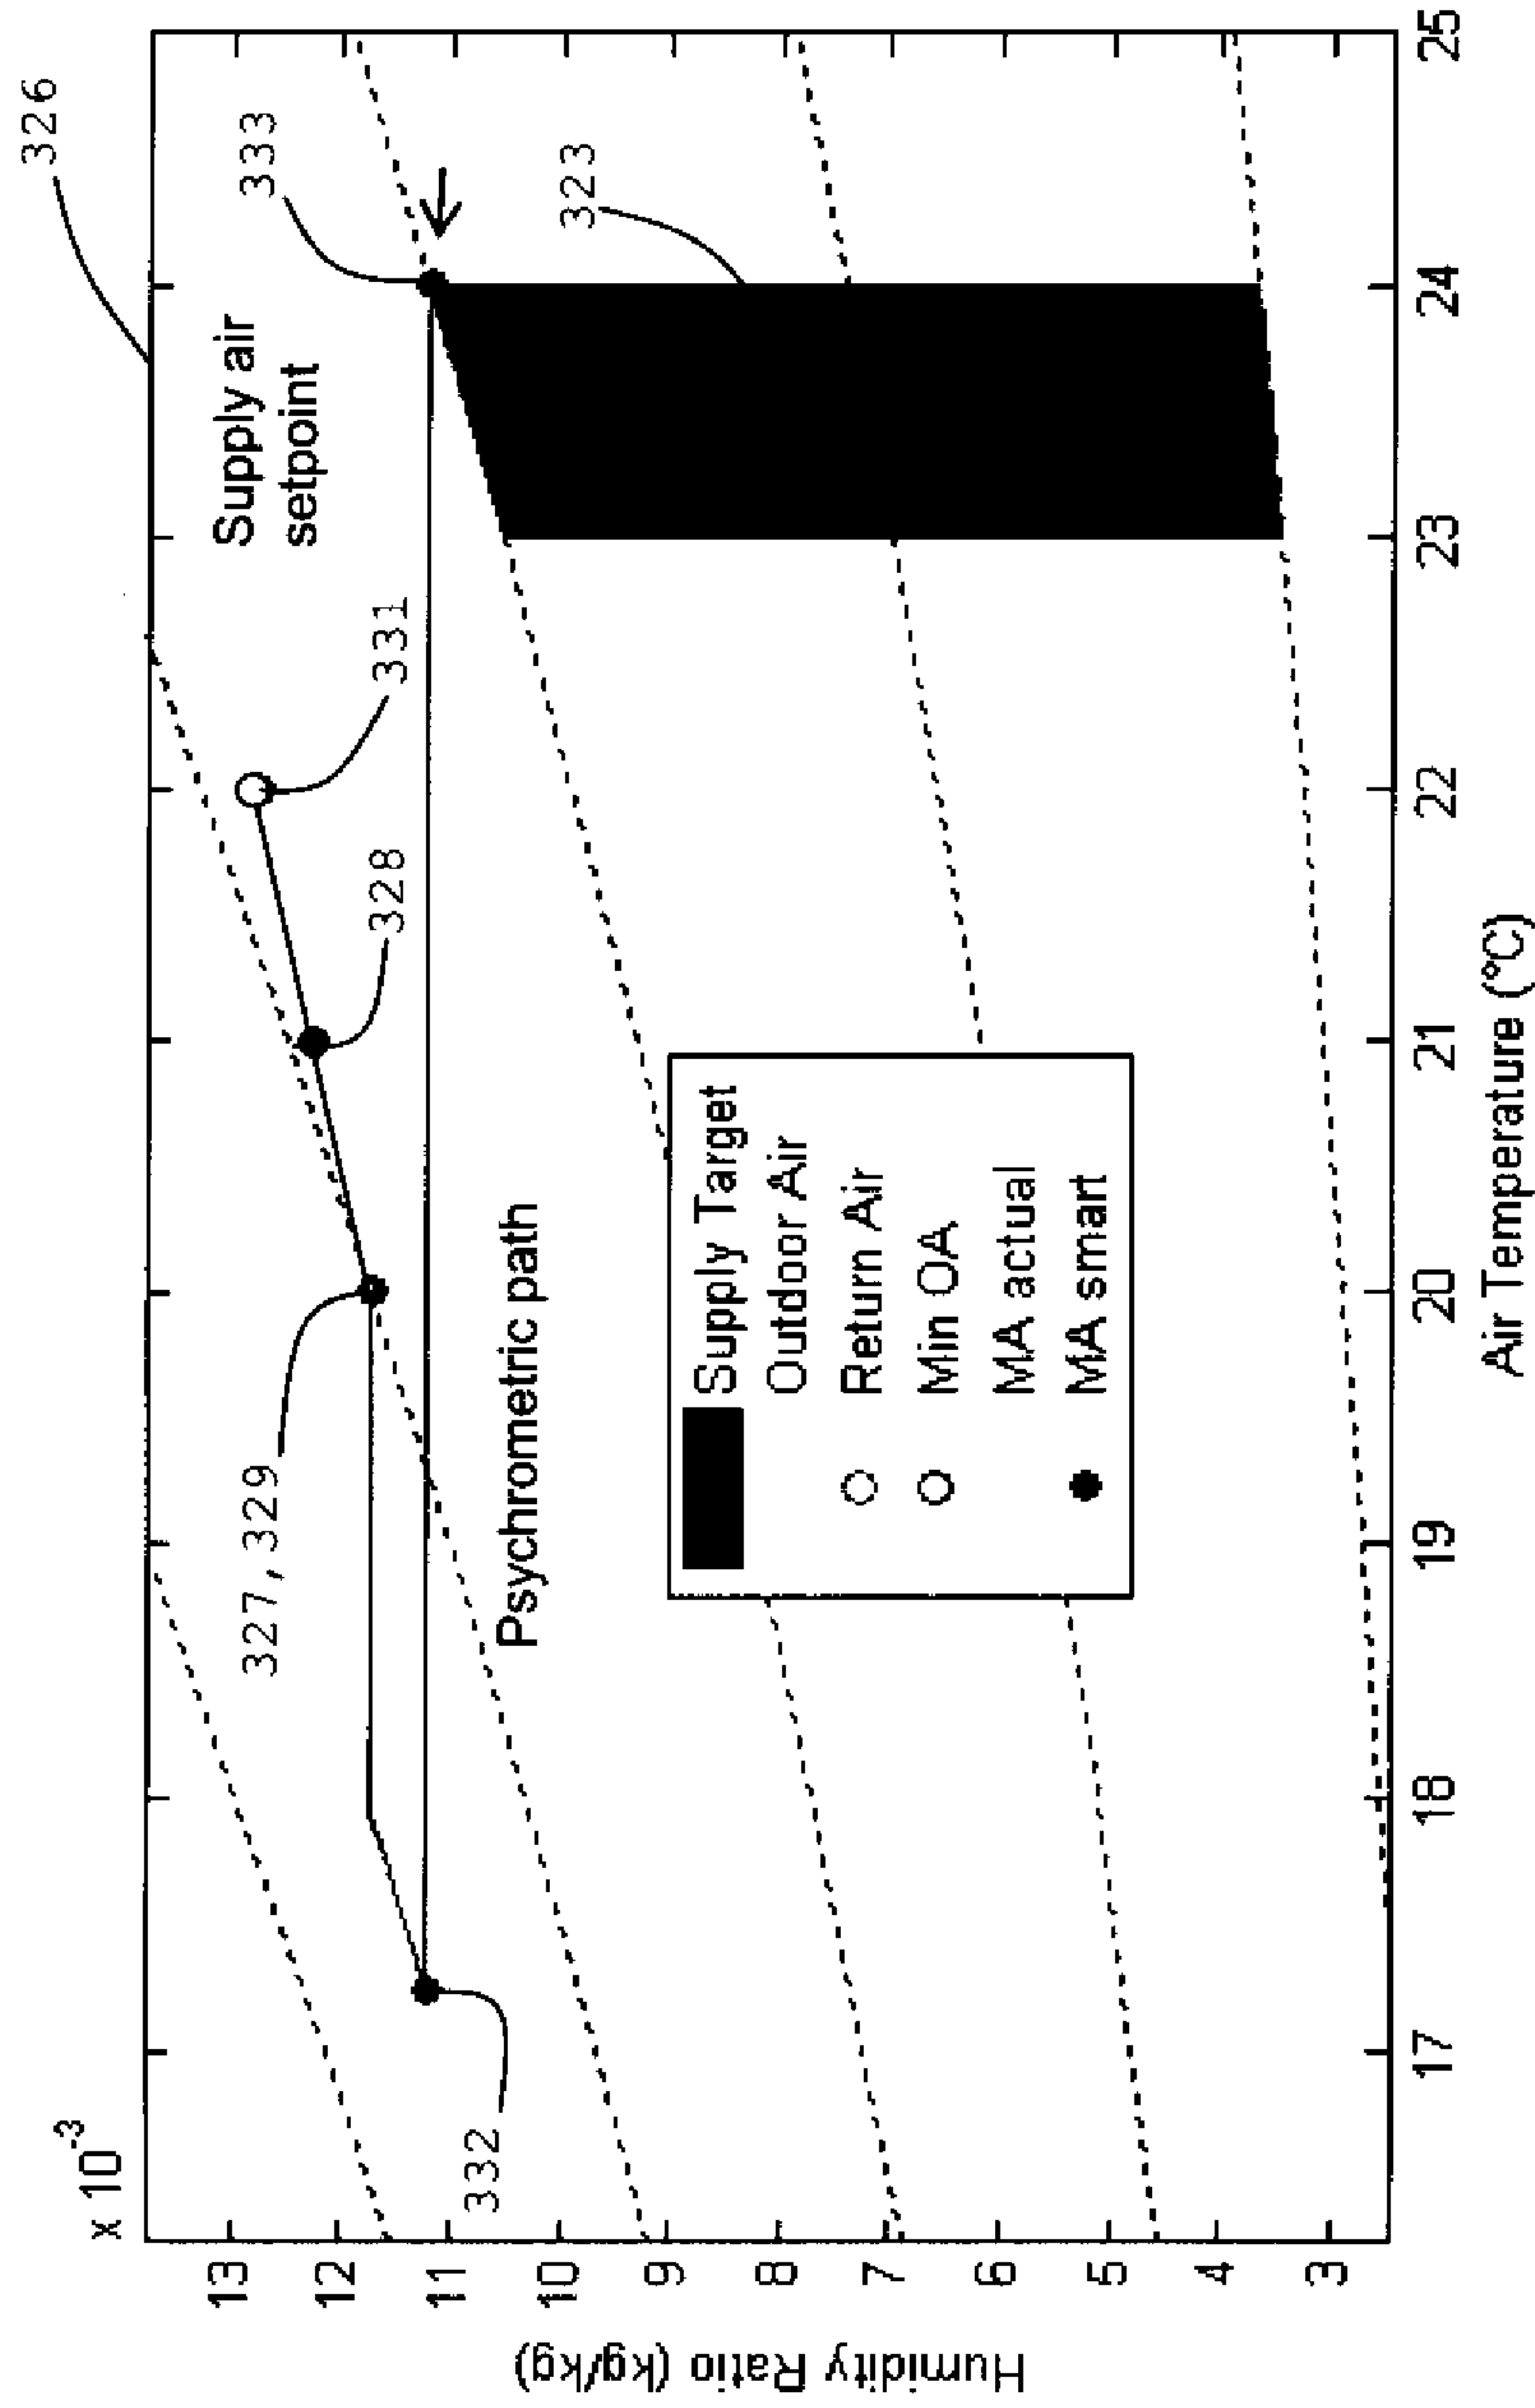 326
x 10-3
333
Supply air
setpoint
331
328
327,329
323
Psychrometric path
332
Supply Target
Outdoor Air
Return Air
Min OA
MA actual
MA smart
13
12
11
10
9
8
7
6
5
4
3
Humidity Ratio (kg/kg)
17
18
19
20
21
22
23
24
25
Air Temperature (°C)